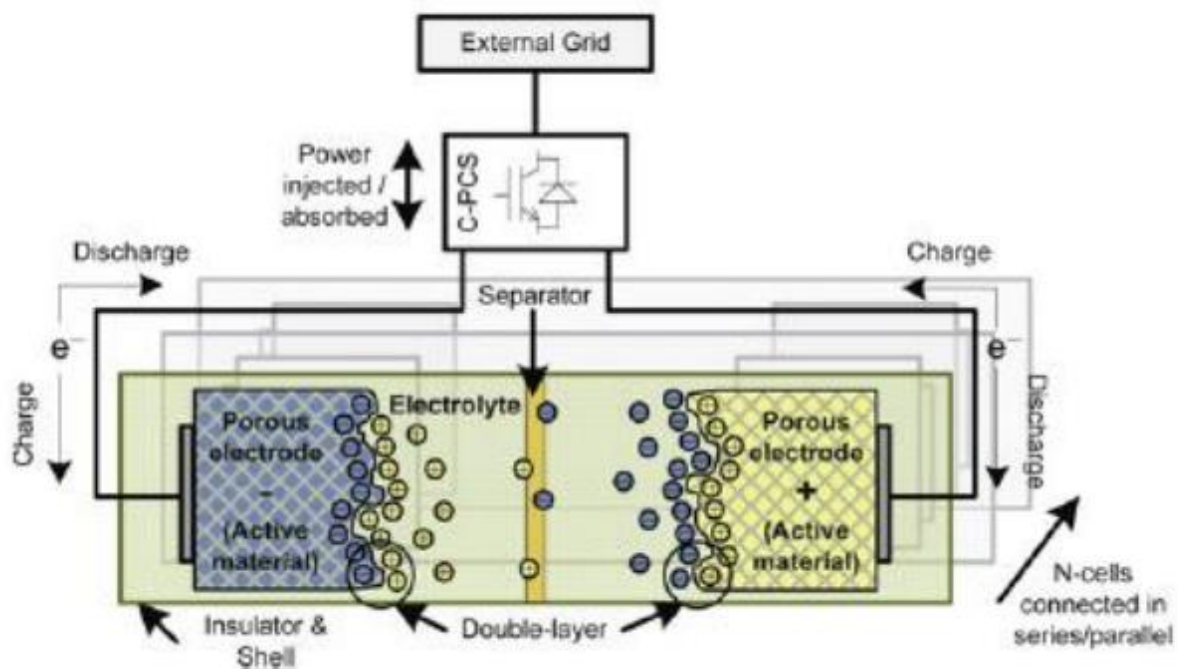 External Grid
Power
injected /
absorbed
C-PCS
Discharge
Charge
Separator
e⁻
e⁻
Charge
Discharge
Electrolyte
Porous
electrode
-
(Active
material)
Porous
electrode
+
(Active
material)
Insulator &
Shell
Double-layer
N-cells
connected in
series/parallel